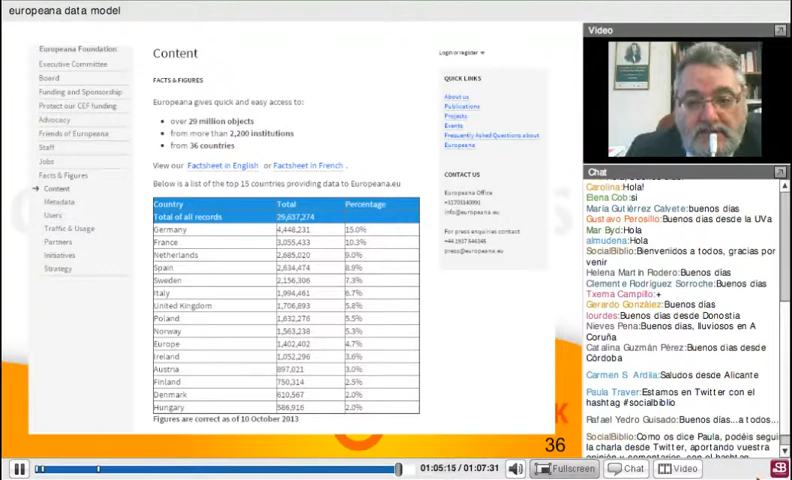 europeana data model
Europeana Foundation
Executive Committee
Board
Funding and Sponsorship
Protect our CEF funding
Advocacy
Friends of Europeana
Staff
Jobs
Facts & Figures
Content
Metadata
Users
Traffic & Usage
Partners
Initiatives
Strategy
Content
FACTS & FIGURES
Europeana gives quick and easy access to:
over 29 million objects
from more than 2,200 institutions
from 36 countries
View our Factsheet in English or Factsheet in French .
Below is a list of the top 15 countries providing data to Europeana.eu
Country Total Percentage
Total of all records 29,637,274
Germany 4,448,231 15.0%
France 3,055,433 10.3%
Netherlands 2,685,020 9.0%
Spain 2,634,474 8.9%
Sweden 2,156,306 7.3%
Italy 1,994,461 6.7%
United Kingdom 1,706,893 5.8%
Poland 1,632,276 5.5%
Norway 1,563,238 5.3%
Europe 1,402,402 4.7%
Ireland 1,052,296 3.6%
Austria 897,021 3.0%
Finland 750,314 2.5%
Denmark 610,567 2.0%
Hungary 586,916 2.0%
Figures are correct as of 10 October 2013
Login or register
QUICK LINKS
About us
Publications
Projects
Events
Frequently Asked Questions about
Europeana
CONTACT US
Europeana Office
info@europeana.eu
For press enquiries contact
press@europeana.eu
36
Video
Chat
Carolina:Hola!
Elena Cob:si
María Gutiérrez Calvete:buenos
Gustavo Perosillo:Buenos días desde la UVa
Mar Byd:Hola
almudena:Hola
SocialBiblio:Bienvenidos a todos, gracias por
venir
Helena Martín Rodero:Buenos días
Clemente Rodríguez Sorroche:Buenos días
Txema Campillo:+
Gerardo González:Buenos días
lourdes:Buenos días desde Donostia
Nieves Pena:Buenos días, lluviosos en A
Coruña
Catalina Guzmán Pérez:Buenos días desde
Córdoba
Carmen S Ardila:Saludos desde Alicante
Paula Traver:Estamos en Twitter con el
hashtag #socialbiblio
Rafael Yedro Guisado:Buenos días...a todos...
SocialBiblio:Como os dice Paula, podéis segui
la charla desde Twitter, aportando vuestra
01:05:15 / 01:07:31
Fullscreen
Chat
Video